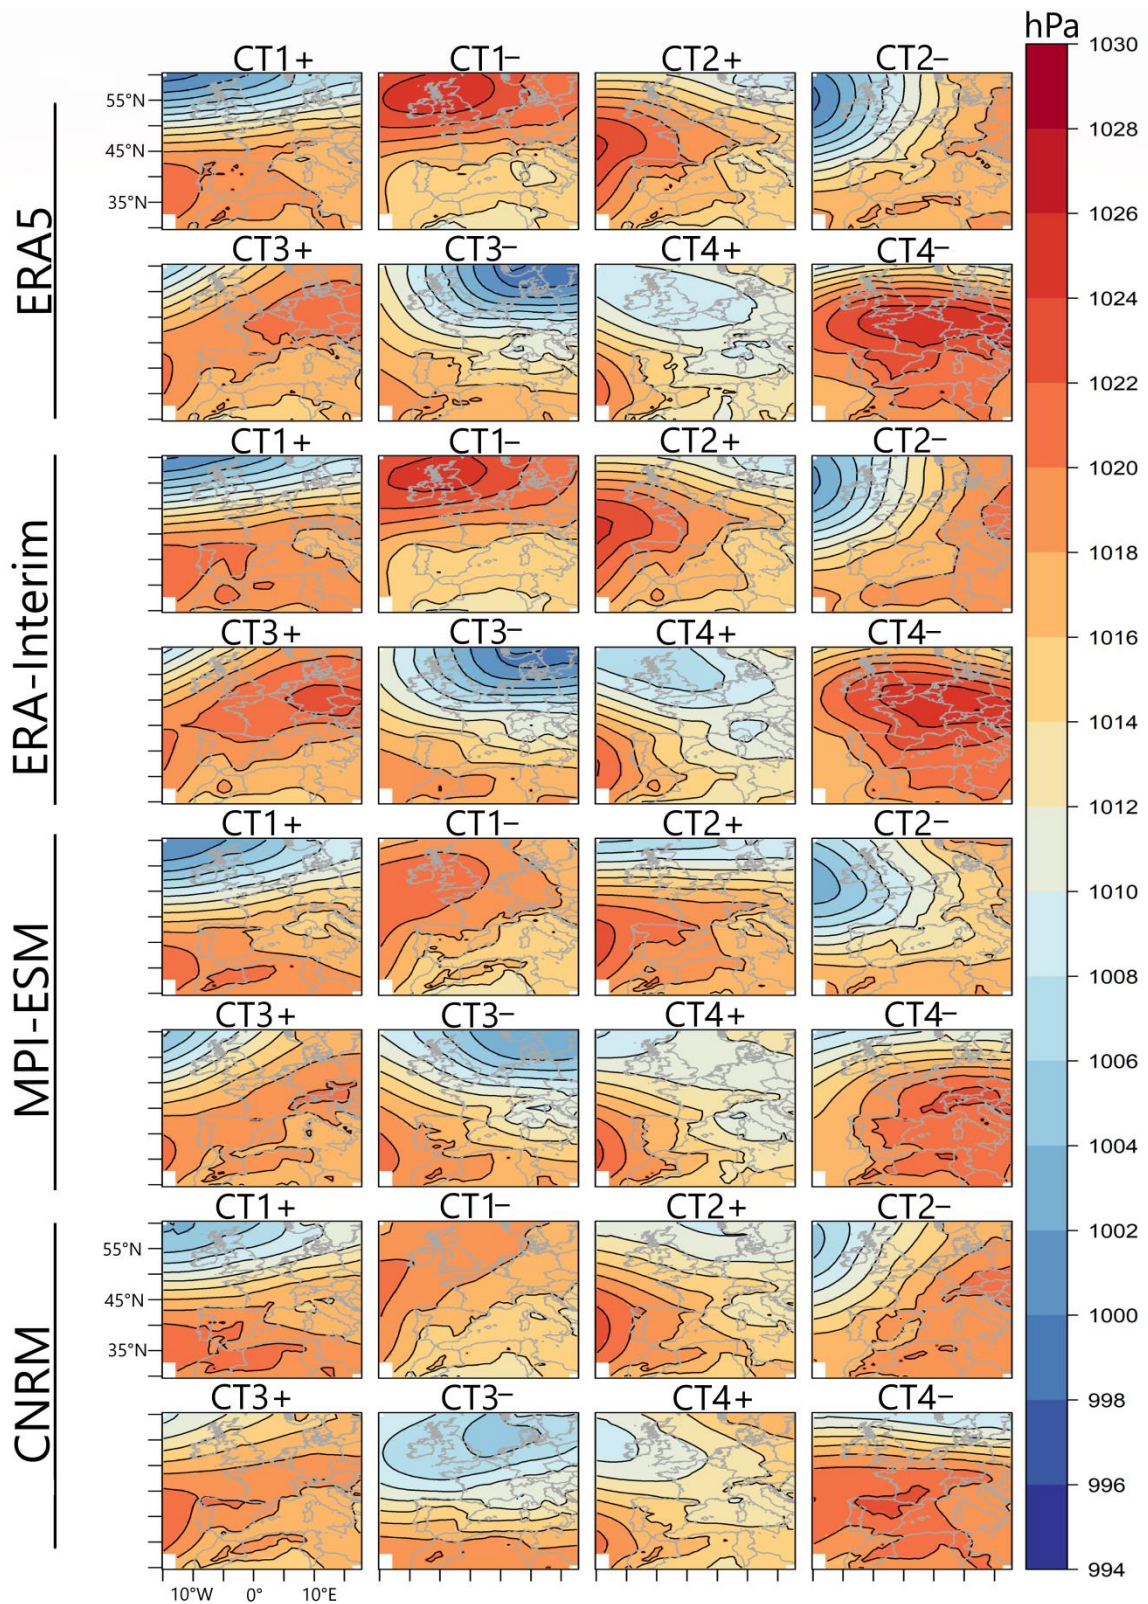 hPa
CT1+ CT1− CT2+ CT2− 1030
55°N
45°N
35°N
1028
1026
ERA5
CT3+ CT3− CT4+ CT4−
1024
1022
1020
CT1+ CT1− CT2+ CT2−
1018
ERA-Interim
1016
CT3+ CT3− CT4+ CT4−
1014
1012
CT1+ CT1− CT2+ CT2−
1010
MPI-ESM
1008
CT3+ CT3− CT4+ CT4−
1006
1004
CT1+ CT1− CT2+ CT2−
1002
55°N
45°N
35°N
1000
CNRM
998
CT3+ CT3− CT4+ CT4−
996
994
10°W 0° 10°E